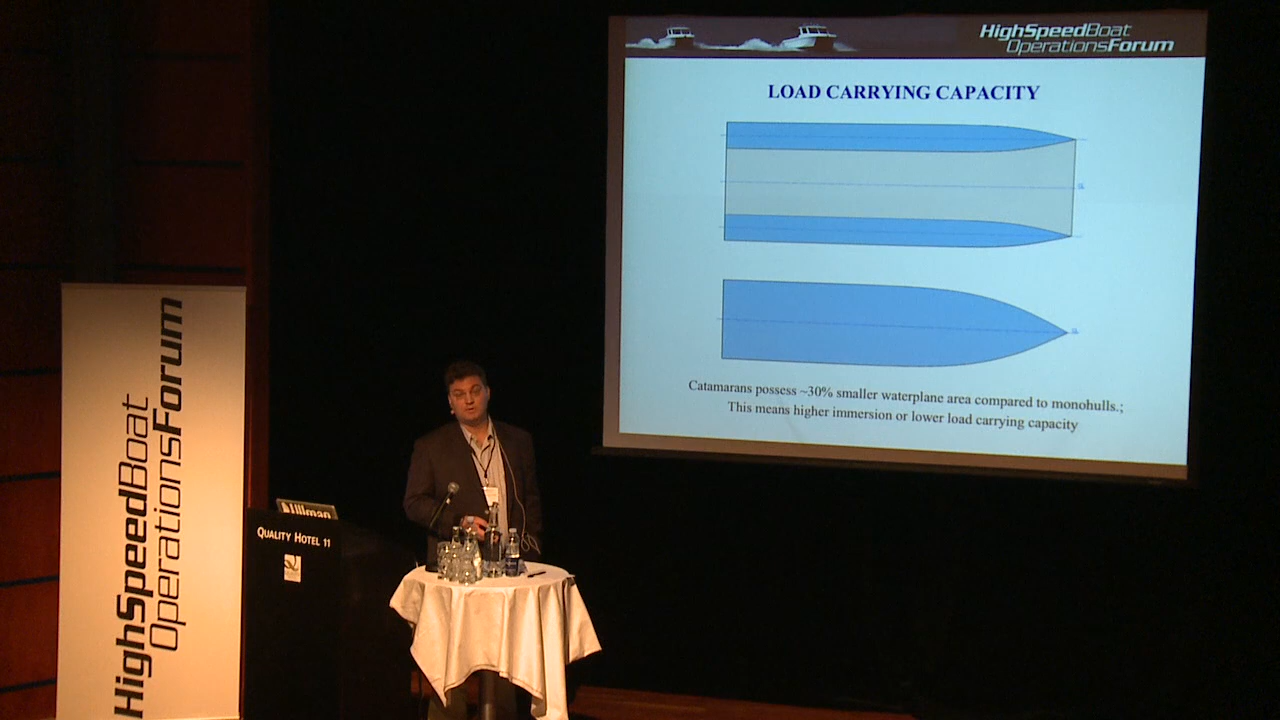 HighSpeedBoat
OperationsForum
LOAD CARRYING CAPACITY
Catamarans possess ~30% smaller waterplane area compared to monohulls.;
This means higher immersion or lower load carrying capacity
HighSpeedBoat
OperationsForum
Ullman
QUALITY HOTEL 11